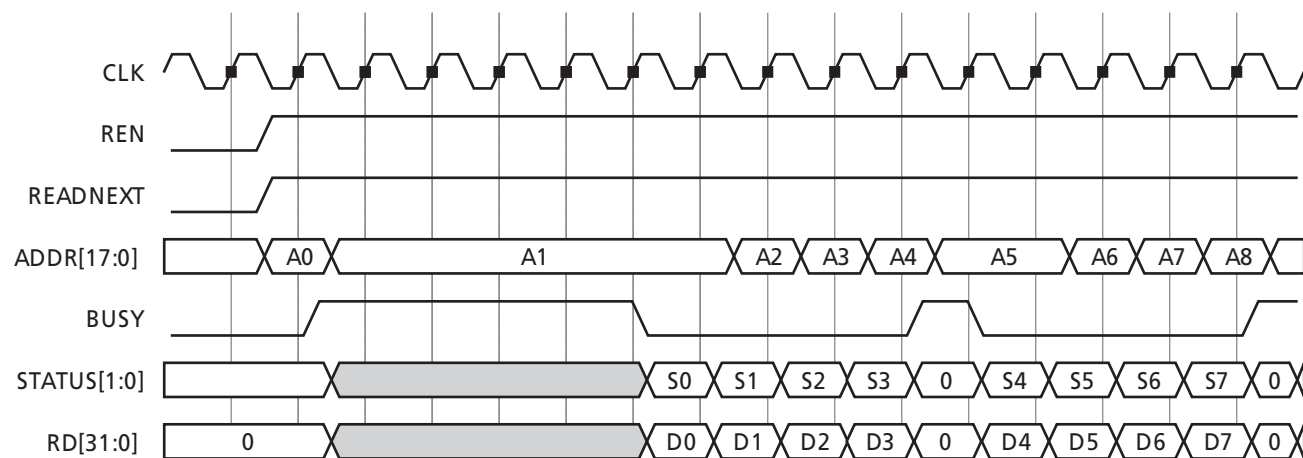 CLK
REN
READNEXT
ADDR[17:0] A0 A1 A2 A3 A4 A5 A6 A7 A8
BUSY
STATUS[1:0] S0 S1 S2 S3 0 S4 S5 S6 S7 0
RD[31:0] 0 D0 D1 D2 D3 0 D4 D5 D6 D7 0